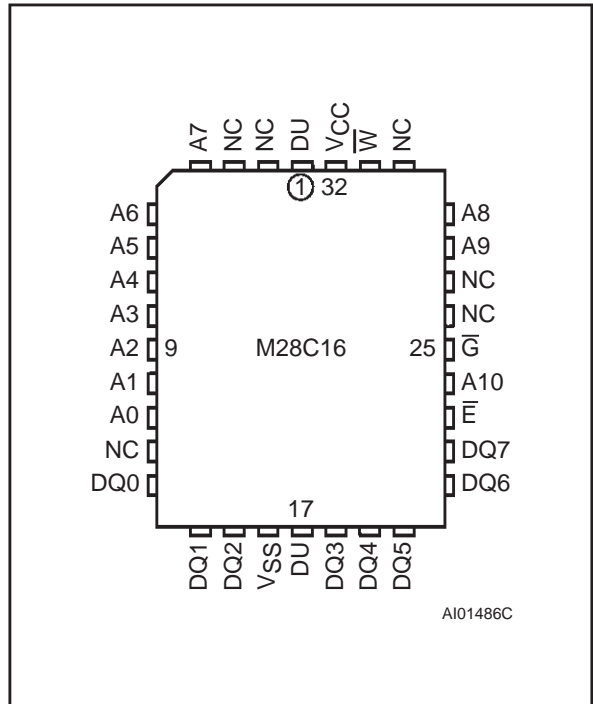 A7 NC NC DU VCC W̅ NC
1 32
A6 A8
A5 A9
A4 NC
A3 NC
A2 9 M28C16 25 G̅
A1 A10
A0 E̅
NC DQ7
DQ0 DQ6
17
DQ1 DQ2 VSS DU DQ3 DQ4 DQ5
AI01486C